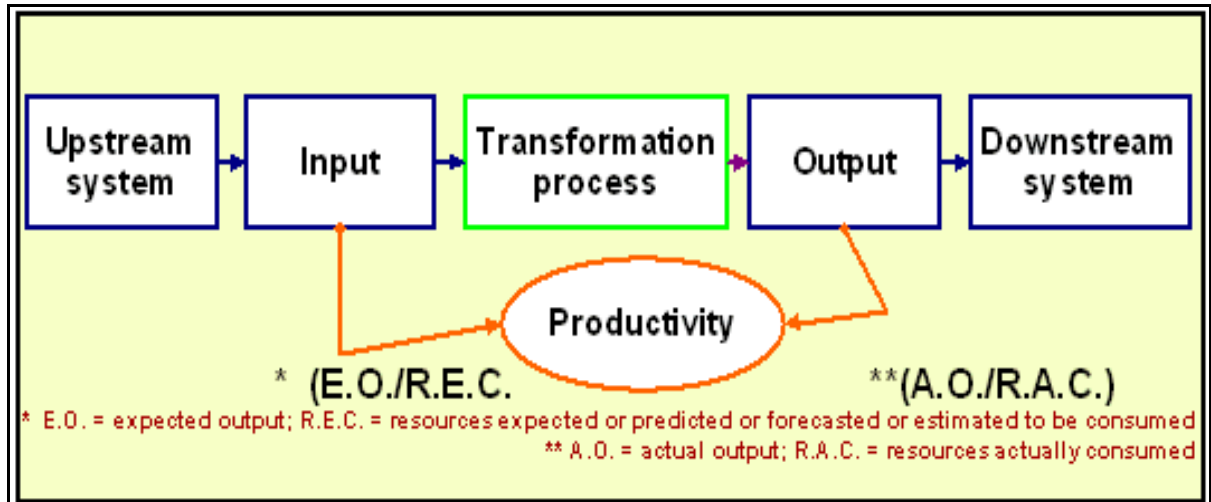 Upstream
system
Input
Transformation
process
Output
Downstream
system
Productivity
* (E.O./R.E.C.
**(A.O./R.A.C.)
* E.O. = expected output; R.E.C. = resources expected or predicted or forecasted or estimated to be consumed
** A.O. = actual output; R.A.C. = resources actually consumed